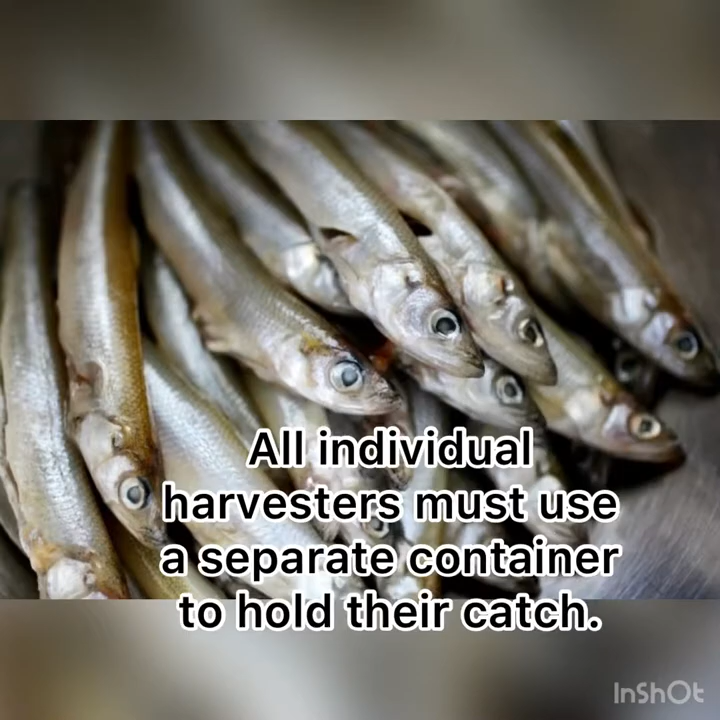 All individual
harvesters must use
a separate container
to hold their catch.
InShOt